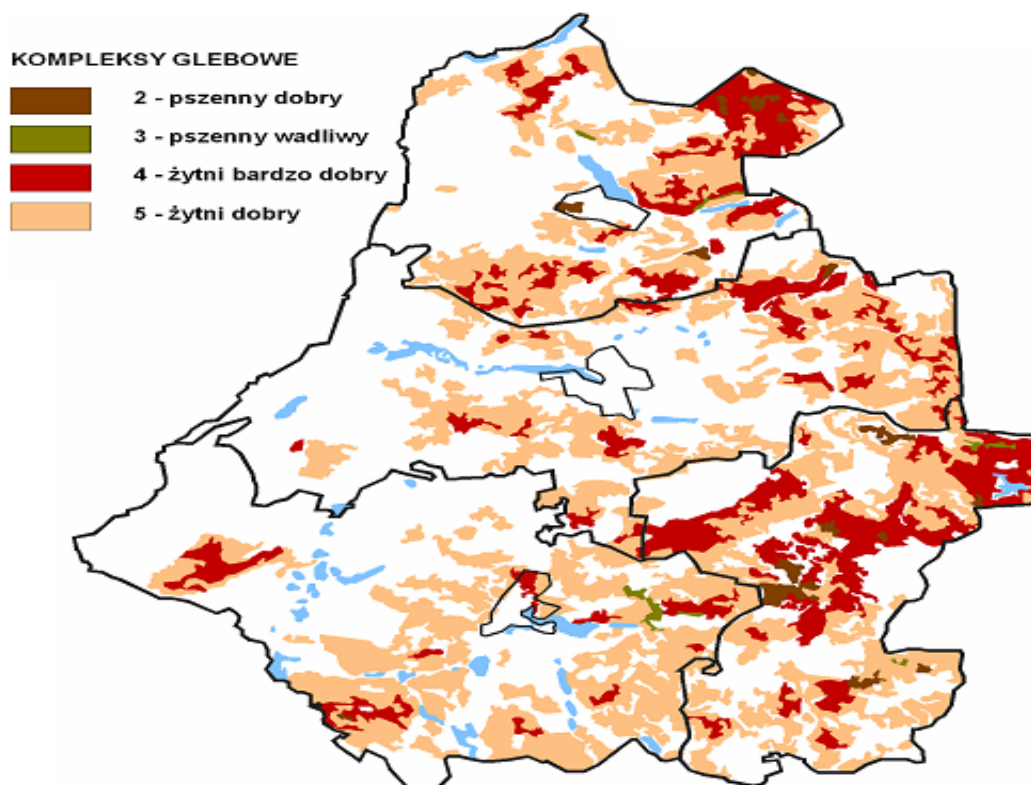 KOMPLEKSY GLEBOWE
2 - pszenny dobry
3 - pszenny wadliwy
4 - żytni bardzo dobry
5 - żytni dobry